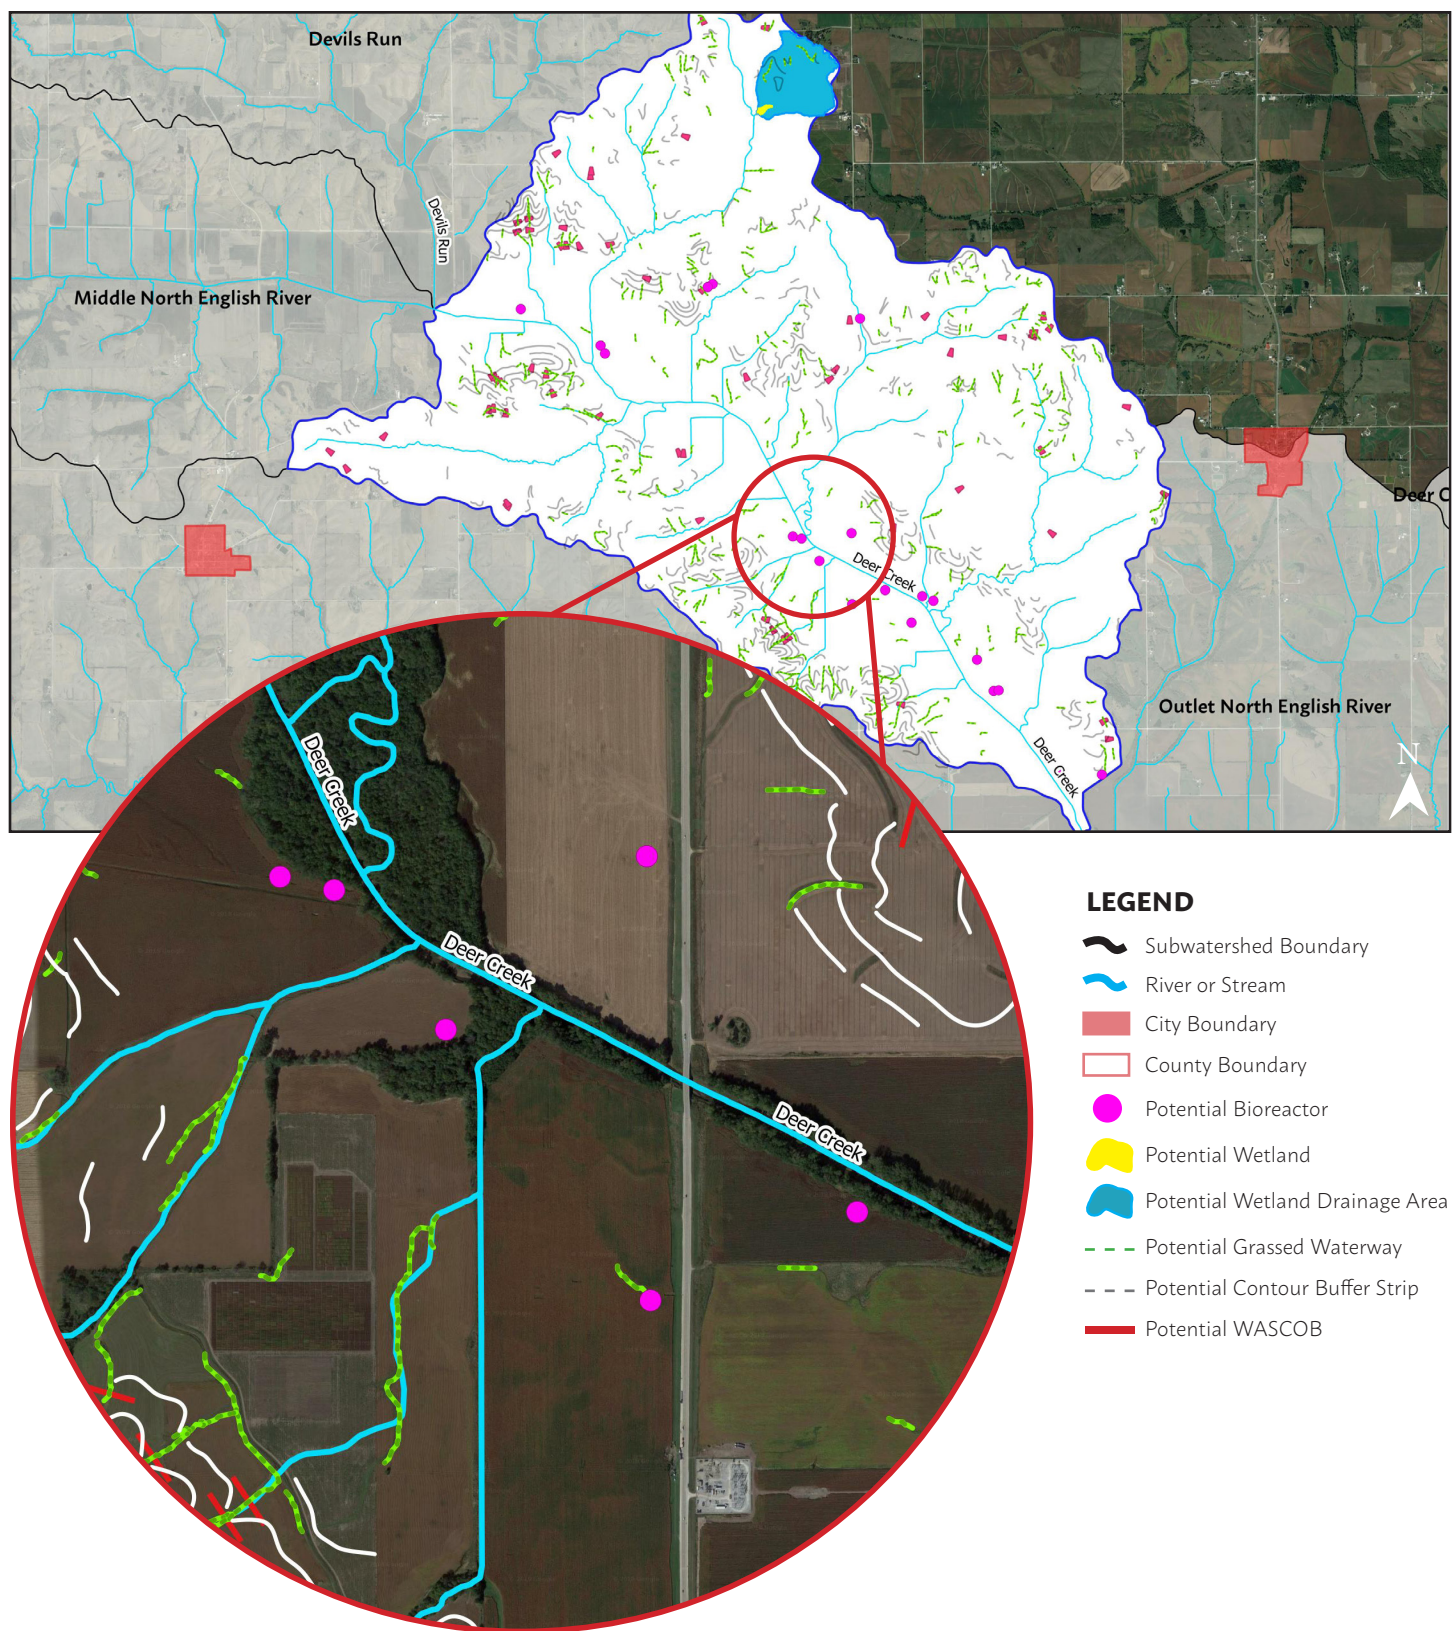 Devils Run
Devils Run
Middle North English River
Deer C
Deer Creek
Outlet North English River
Deer Creek
N
Deer Creek
Deer Creek
Deer Creek
LEGEND
Subwatershed Boundary
River or Stream
City Boundary
County Boundary
Potential Bioreactor
Potential Wetland
Potential Wetland Drainage Area
Potential Grassed Waterway
Potential Contour Buffer Strip
Potential WASCOB